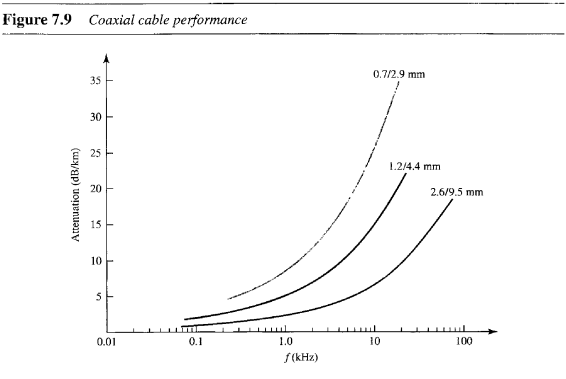 Figure 7.9 Coaxial cable performance
0.7/2.9 mm
35
30
25
1.2/4.4 mm
20
2.6/9.5 mm
15
10
5
Attenuation (dB/km)
0.01 0.1 1.0 10 100
f (kHz)